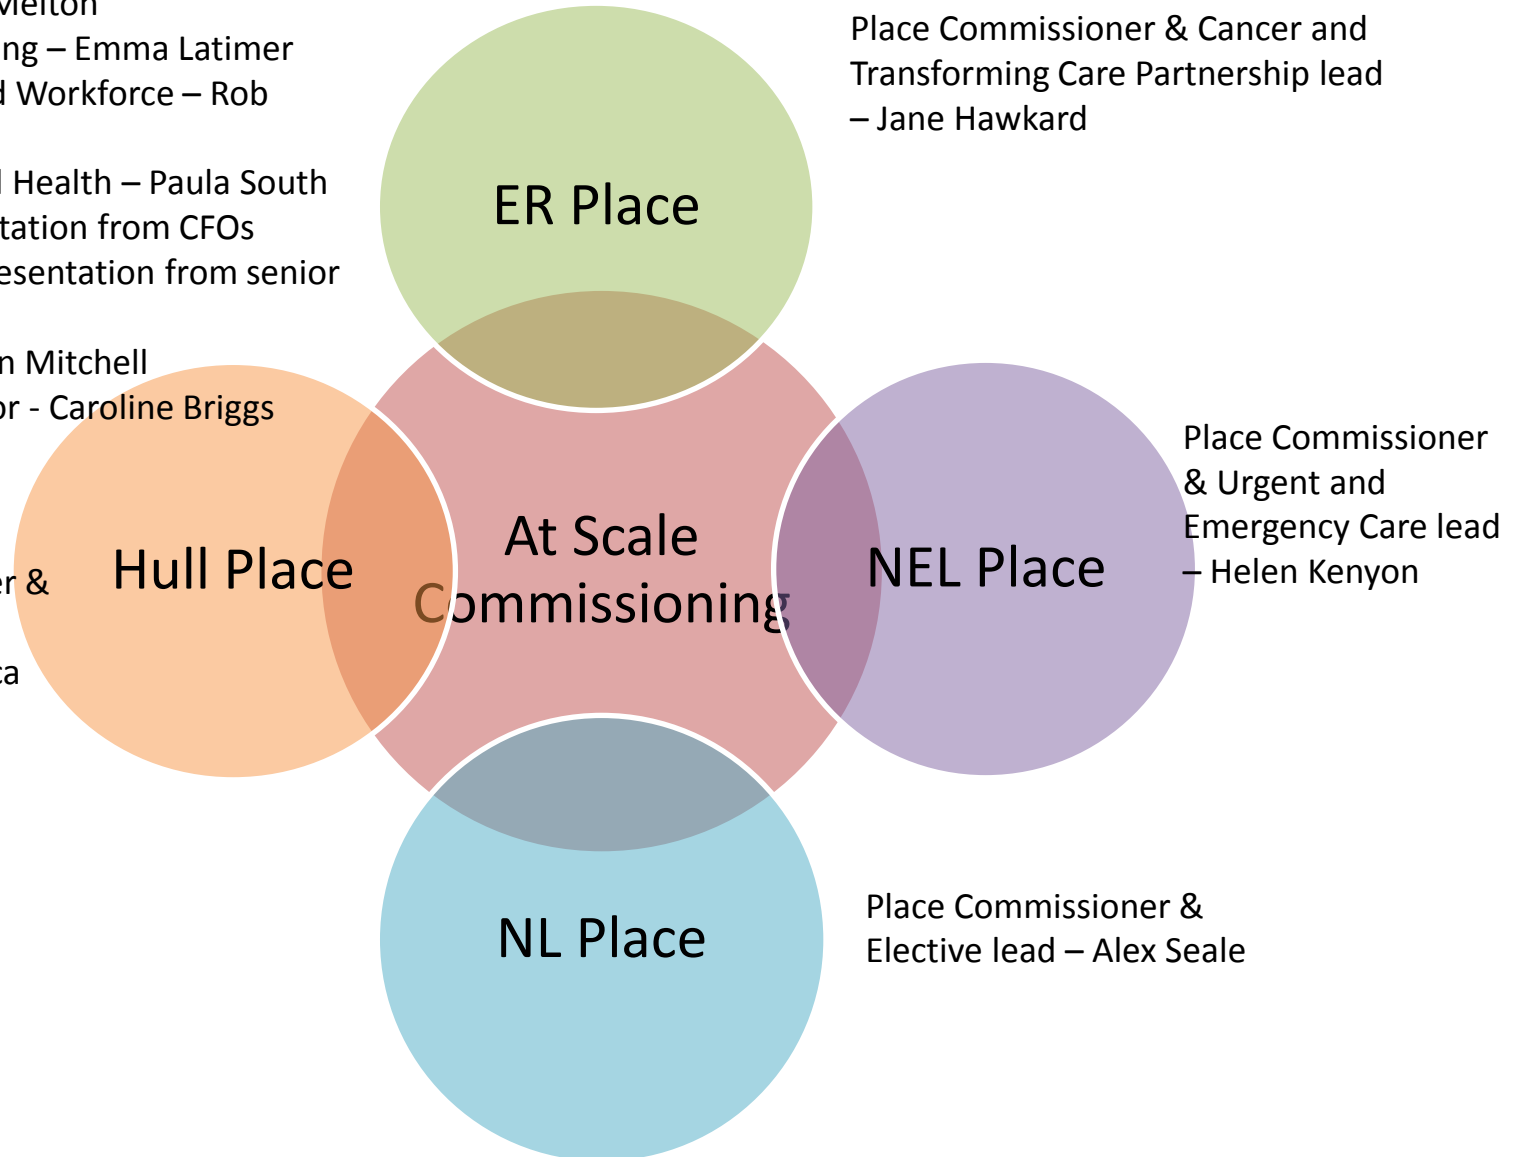 Melton
ng – Emma Latimer
d Workforce – Rob
l Health – Paula South
tation from CFOs
esentation from senior
n Mitchell
or - Caroline Briggs
er &
ca
Place Commissioner & Cancer and
Transforming Care Partnership lead
– Jane Hawkard
ER Place
Hull Place
At Scale
Commissioning
NEL Place
Place Commissioner
& Urgent and
Emergency Care lead
– Helen Kenyon
NL Place
Place Commissioner &
Elective lead – Alex Seale